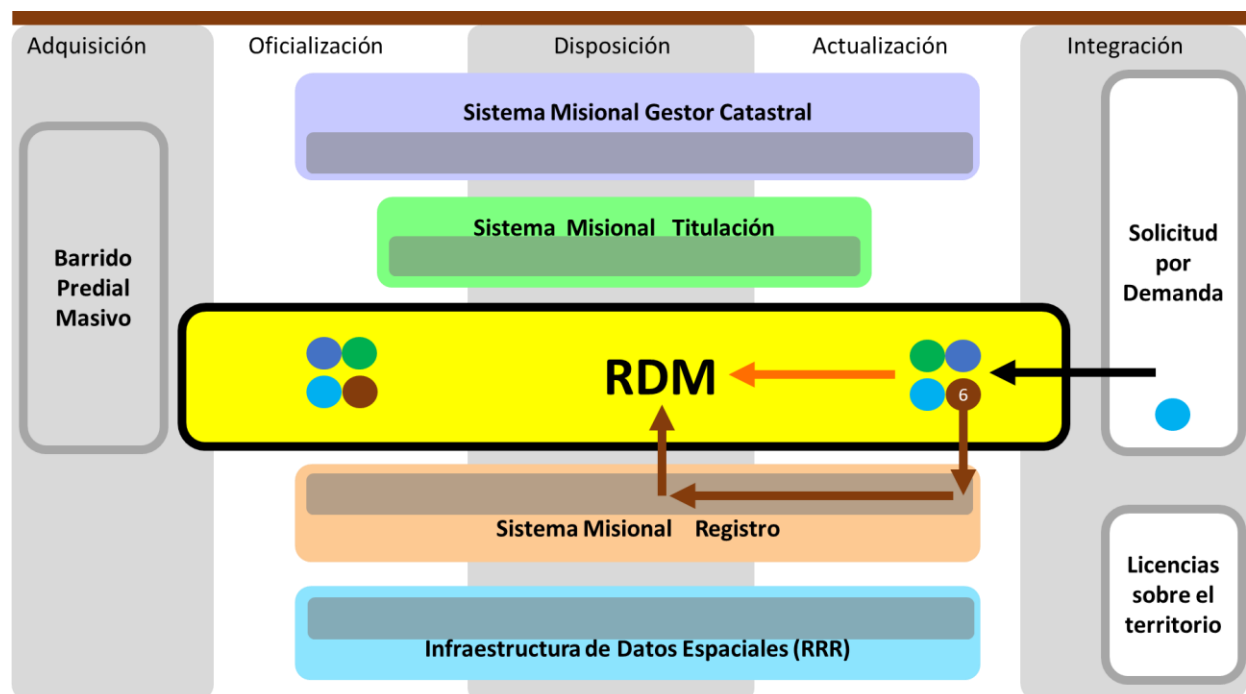 Adquisición
Oficialización
Disposición
Actualización
Integración
Sistema Misional Gestor Catastral
Sistema Misional Titulación
Barrido
Predial
Masivo
Solicitud
por
Demanda
RDM
6
Sistema Misional Registro
Licencias
sobre el
territorio
Infraestructura de Datos Espaciales (RRR)